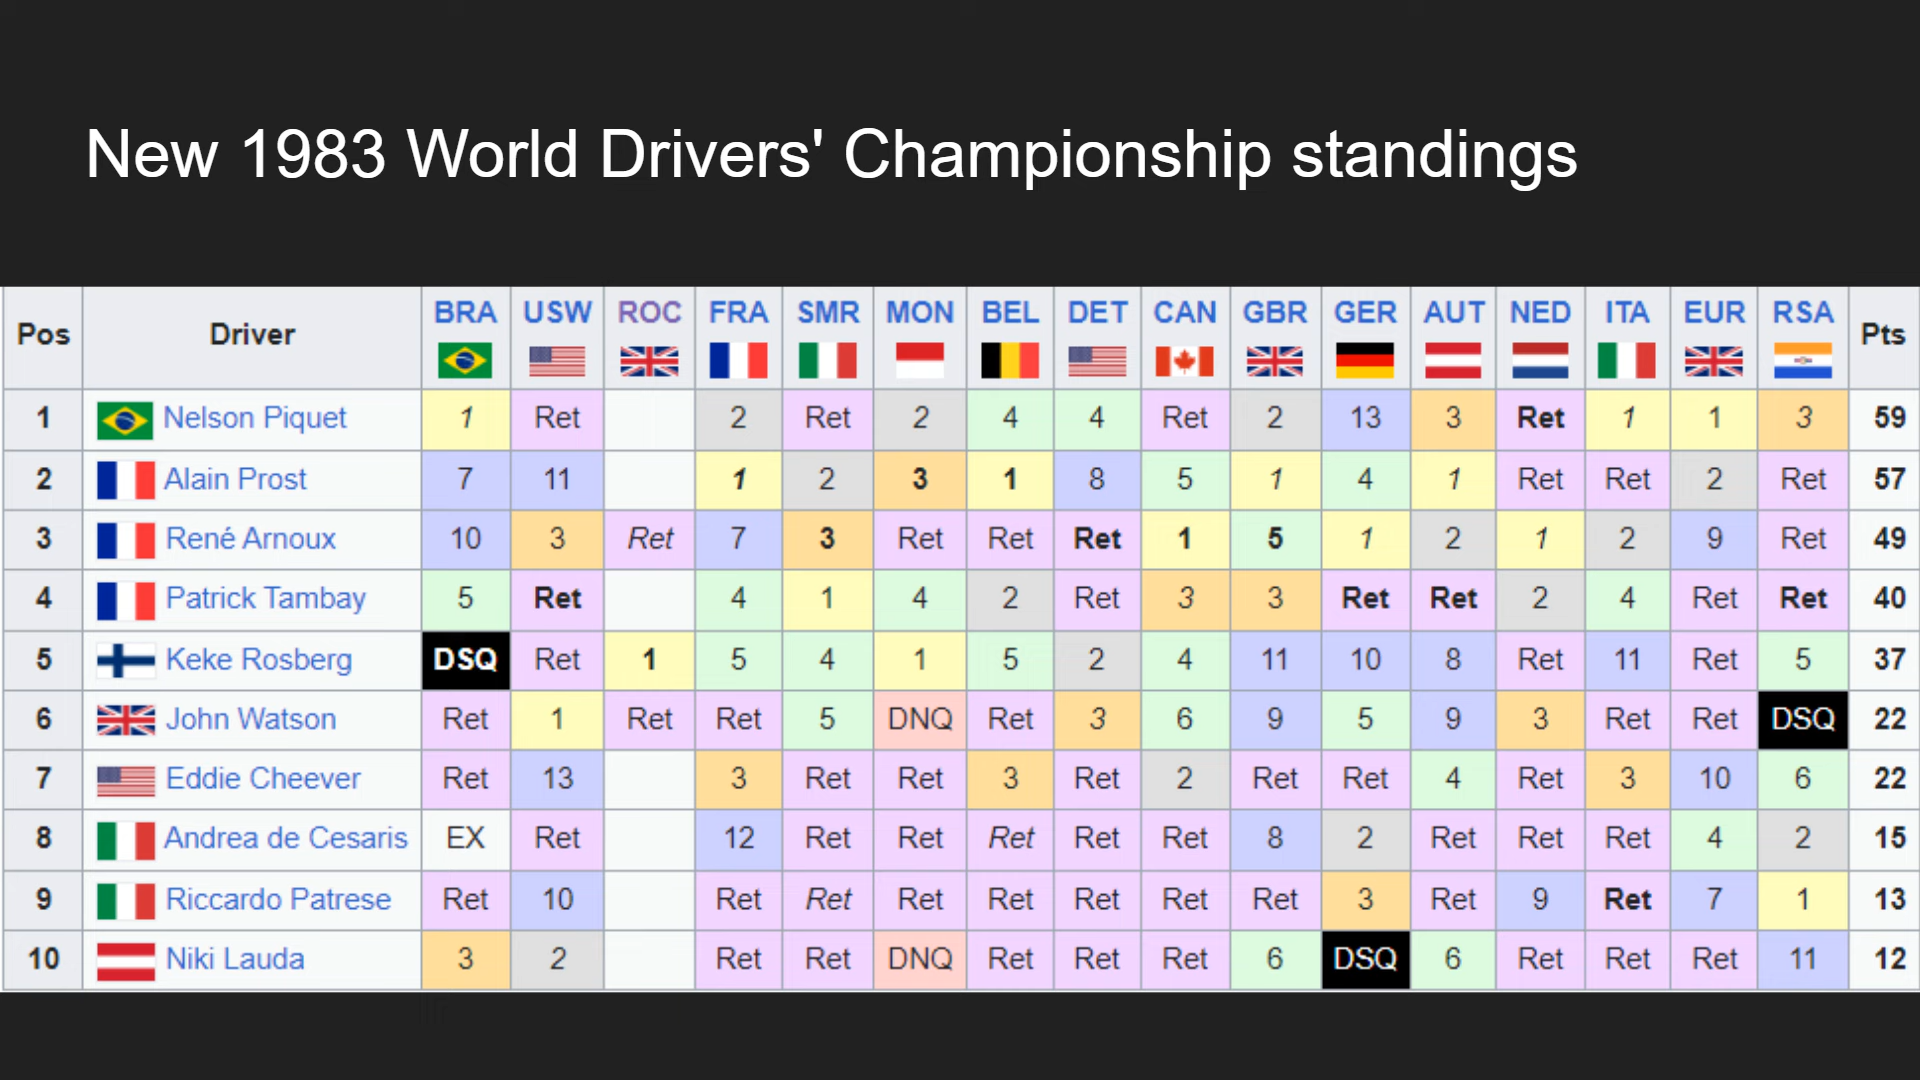 New 1983 World Drivers' Championship standings
Pos Driver BRA USW ROC FRA SMR MON BEL DET CAN GBR GER AUT NED ITA EUR RSA Pts
1 Nelson Piquet 1 Ret 2 Ret 2 4 4 Ret 2 13 3 Ret 1 1 3 59
2 Alain Prost 7 11 1 2 3 1 8 5 1 4 1 Ret Ret 2 Ret 57
3 René Arnoux 10 3 Ret 7 3 Ret Ret Ret 1 5 1 2 1 2 9 Ret 49
4 Patrick Tambay 5 Ret 4 1 4 2 Ret 3 3 Ret Ret 2 4 Ret Ret 40
5 Keke Rosberg DSQ Ret 1 5 4 1 5 2 4 11 10 8 Ret 11 Ret 5 37
6 John Watson Ret 1 Ret Ret 5 DNQ Ret 3 6 9 5 9 3 Ret Ret DSQ 22
7 Eddie Cheever Ret 13 3 Ret Ret 3 Ret 2 Ret Ret 4 Ret 3 10 6 22
8 Andrea de Cesaris EX Ret 12 Ret Ret Ret Ret Ret 8 2 Ret Ret Ret 4 2 15
9 Riccardo Patrese Ret 10 Ret Ret Ret Ret Ret Ret Ret 3 Ret 9 Ret 7 1 13
10 Niki Lauda 3 2 Ret Ret DNQ Ret Ret Ret 6 DSQ 6 Ret Ret Ret 11 12